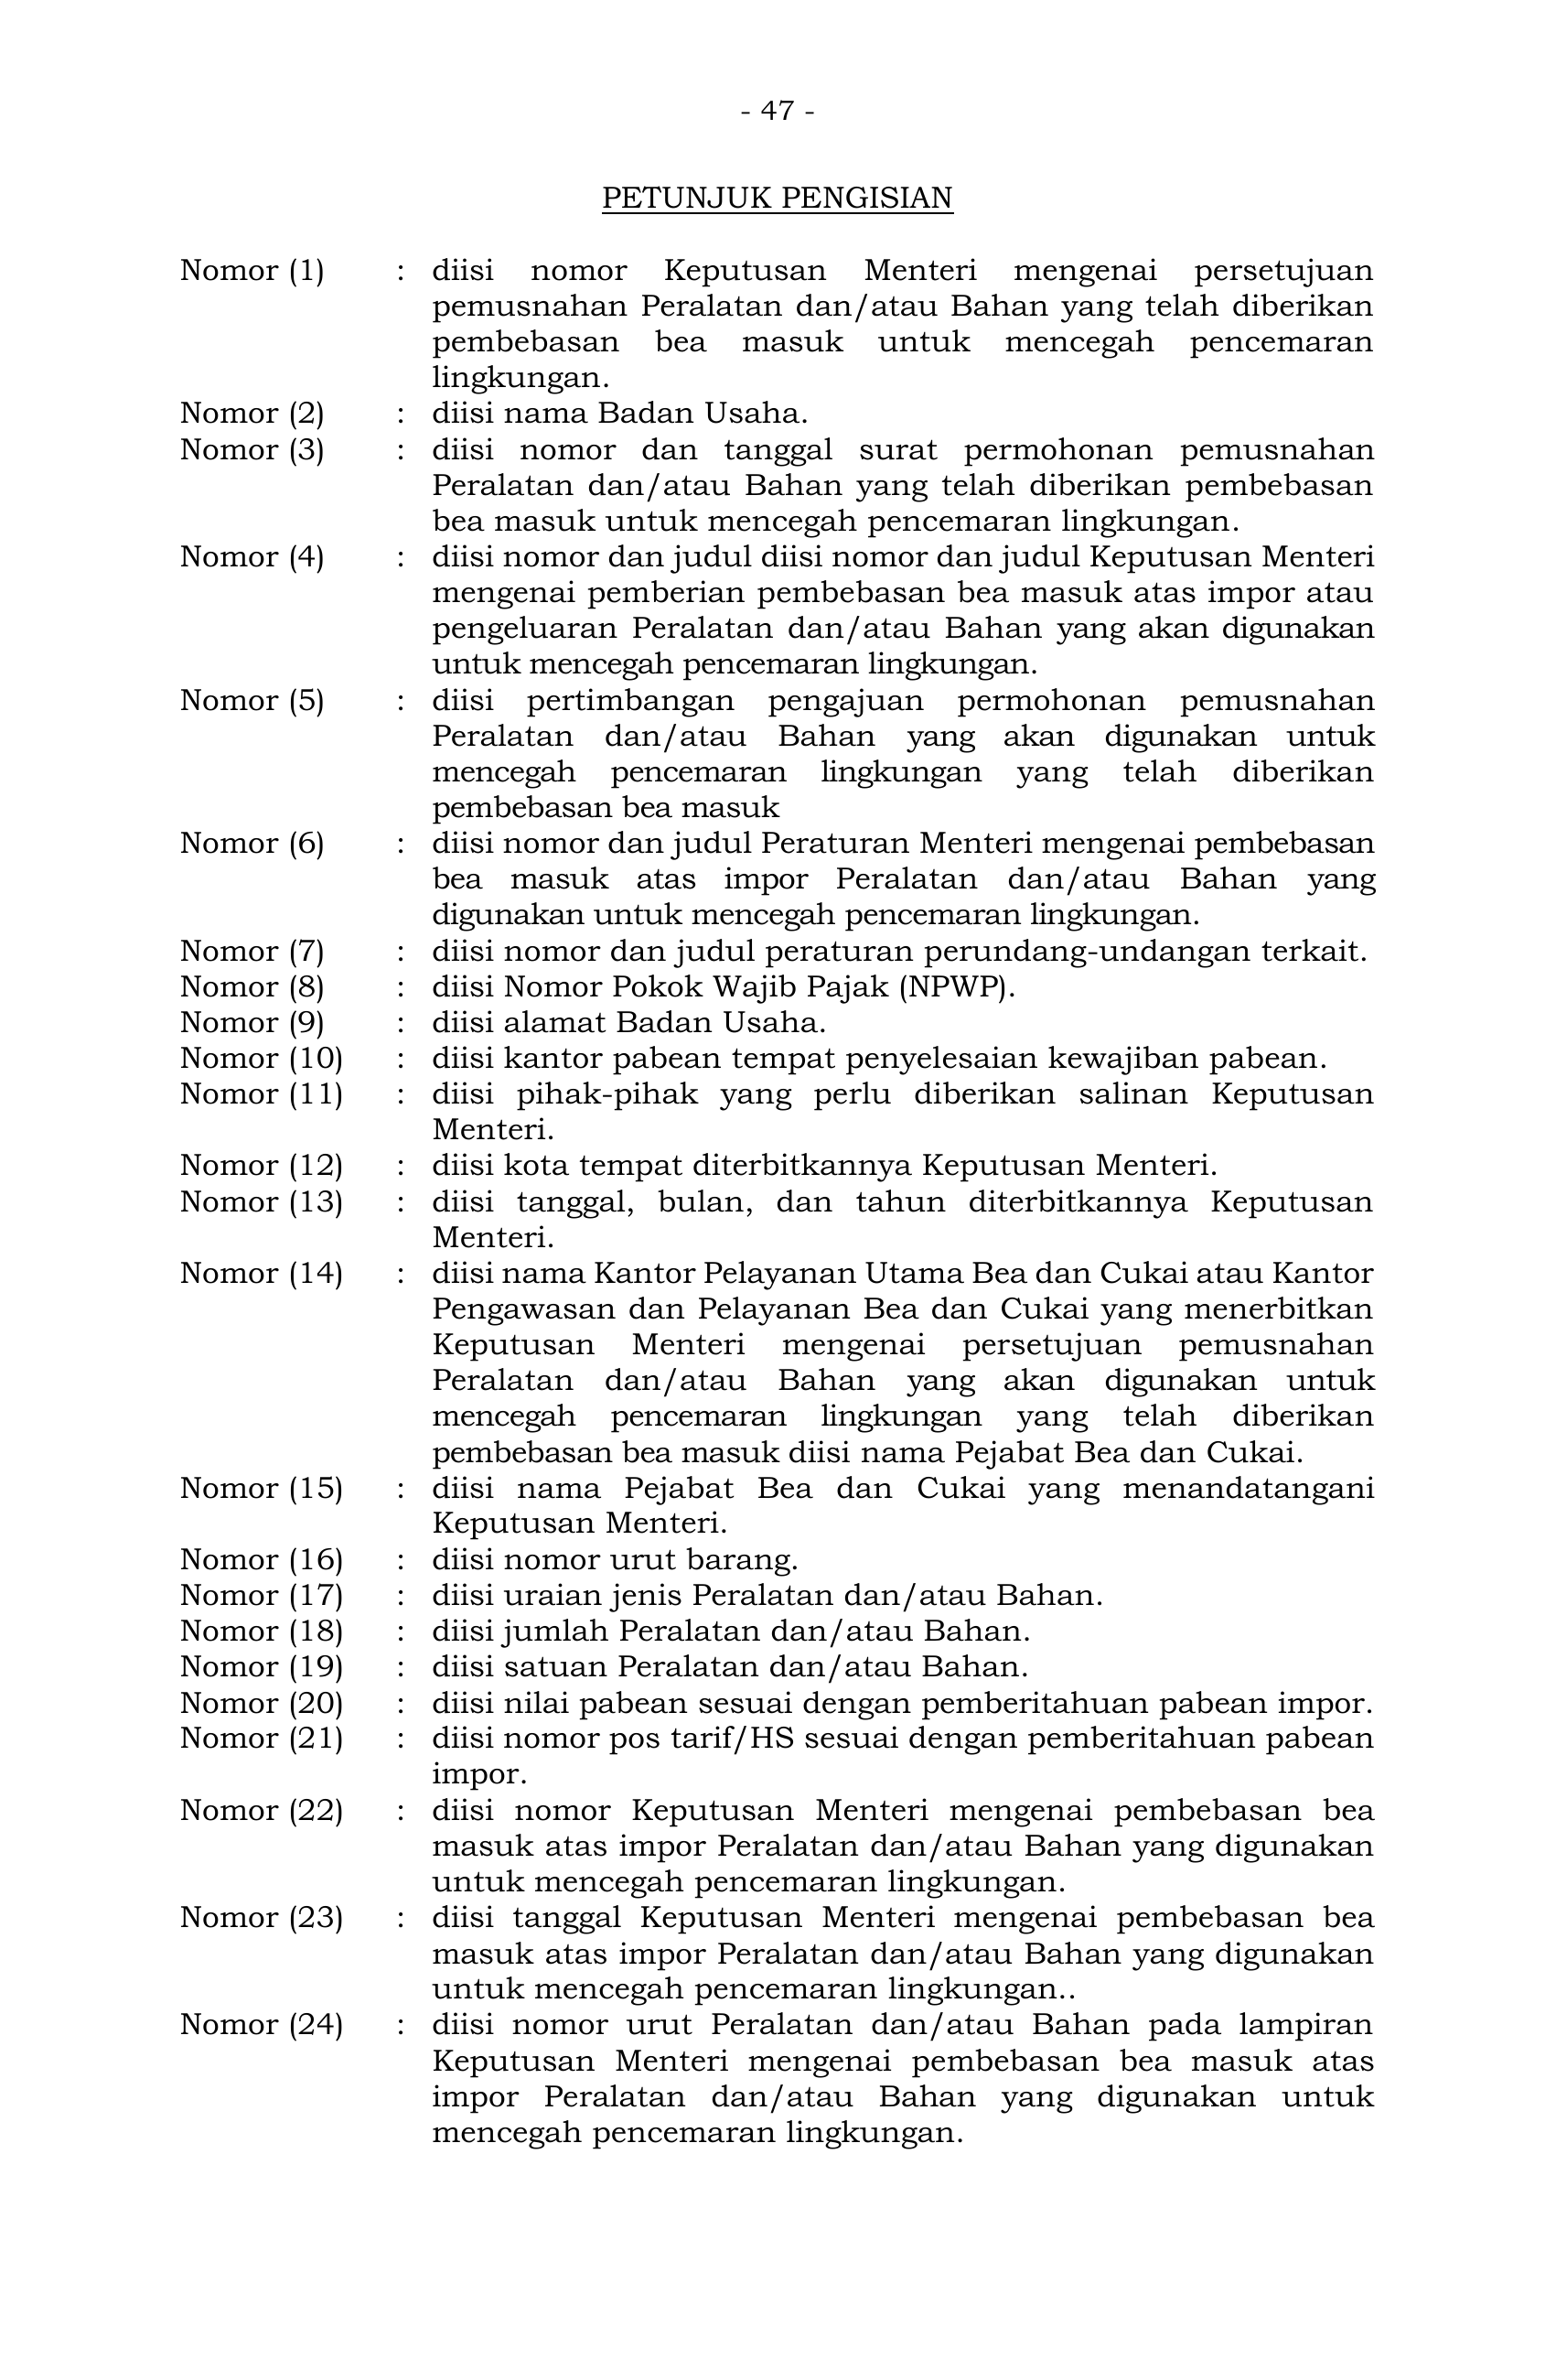 - 47 -
PETUNJUK PENGISIAN
Nomor (1) : diisi nomor Keputusan Menteri mengenai persetujuan
pemusnahan Peralatan dan/atau Bahan yang telah diberikan
pembebasan bea masuk untuk mencegah pencemaran
lingkungan.
Nomor (2) : diisi nama Badan Usaha.
Nomor (3) : diisi nomor dan tanggal surat permohonan pemusnahan
Peralatan dan/atau Bahan yang telah diberikan pembebasan
bea masuk untuk mencegah pencemaran lingkungan.
Nomor (4) : diisi nomor dan judul diisi nomor dan judul Keputusan Menteri
mengenai pemberian pembebasan bea masuk atas impor atau
pengeluaran Peralatan dan/atau Bahan yang akan digunakan
untuk mencegah pencemaran lingkungan.
Nomor (5) : diisi pertimbangan pengajuan permohonan pemusnahan
Peralatan dan/atau Bahan yang akan digunakan untuk
mencegah pencemaran lingkungan yang telah diberikan
pembebasan bea masuk
Nomor (6) : diisi nomor dan judul Peraturan Menteri mengenai pembebasan
bea masuk atas impor Peralatan dan/atau Bahan yang
digunakan untuk mencegah pencemaran lingkungan.
Nomor (7) : diisi nomor dan judul peraturan perundang-undangan terkait.
Nomor (8) : diisi Nomor Pokok Wajib Pajak (NPWP).
Nomor (9) : diisi alamat Badan Usaha.
Nomor (10) : diisi kantor pabean tempat penyelesaian kewajiban pabean.
Nomor (11) : diisi pihak-pihak yang perlu diberikan salinan Keputusan
Menteri.
Nomor (12) : diisi kota tempat diterbitkannya Keputusan Menteri.
Nomor (13) : diisi tanggal, bulan, dan tahun diterbitkannya Keputusan
Menteri.
Nomor (14) : diisi nama Kantor Pelayanan Utama Bea dan Cukai atau Kantor
Pengawasan dan Pelayanan Bea dan Cukai yang menerbitkan
Keputusan Menteri mengenai persetujuan pemusnahan
Peralatan dan/atau Bahan yang akan digunakan untuk
mencegah pencemaran lingkungan yang telah diberikan
pembebasan bea masuk diisi nama Pejabat Bea dan Cukai.
Nomor (15) : diisi nama Pejabat Bea dan Cukai yang menandatangani
Keputusan Menteri.
Nomor (16) : diisi nomor urut barang.
Nomor (17) : diisi uraian jenis Peralatan dan/atau Bahan.
Nomor (18) : diisi jumlah Peralatan dan/atau Bahan.
Nomor (19) : diisi satuan Peralatan dan/atau Bahan.
Nomor (20) : diisi nilai pabean sesuai dengan pemberitahuan pabean impor.
Nomor (21) : diisi nomor pos tarif/HS sesuai dengan pemberitahuan pabean
impor.
Nomor (22) : diisi nomor Keputusan Menteri mengenai pembebasan bea
masuk atas impor Peralatan dan/atau Bahan yang digunakan
untuk mencegah pencemaran lingkungan.
Nomor (23) : diisi tanggal Keputusan Menteri mengenai pembebasan bea
masuk atas impor Peralatan dan/atau Bahan yang digunakan
untuk mencegah pencemaran lingkungan..
Nomor (24) : diisi nomor urut Peralatan dan/atau Bahan pada lampiran
Keputusan Menteri mengenai pembebasan bea masuk atas
impor Peralatan dan/atau Bahan yang digunakan untuk
mencegah pencemaran lingkungan.